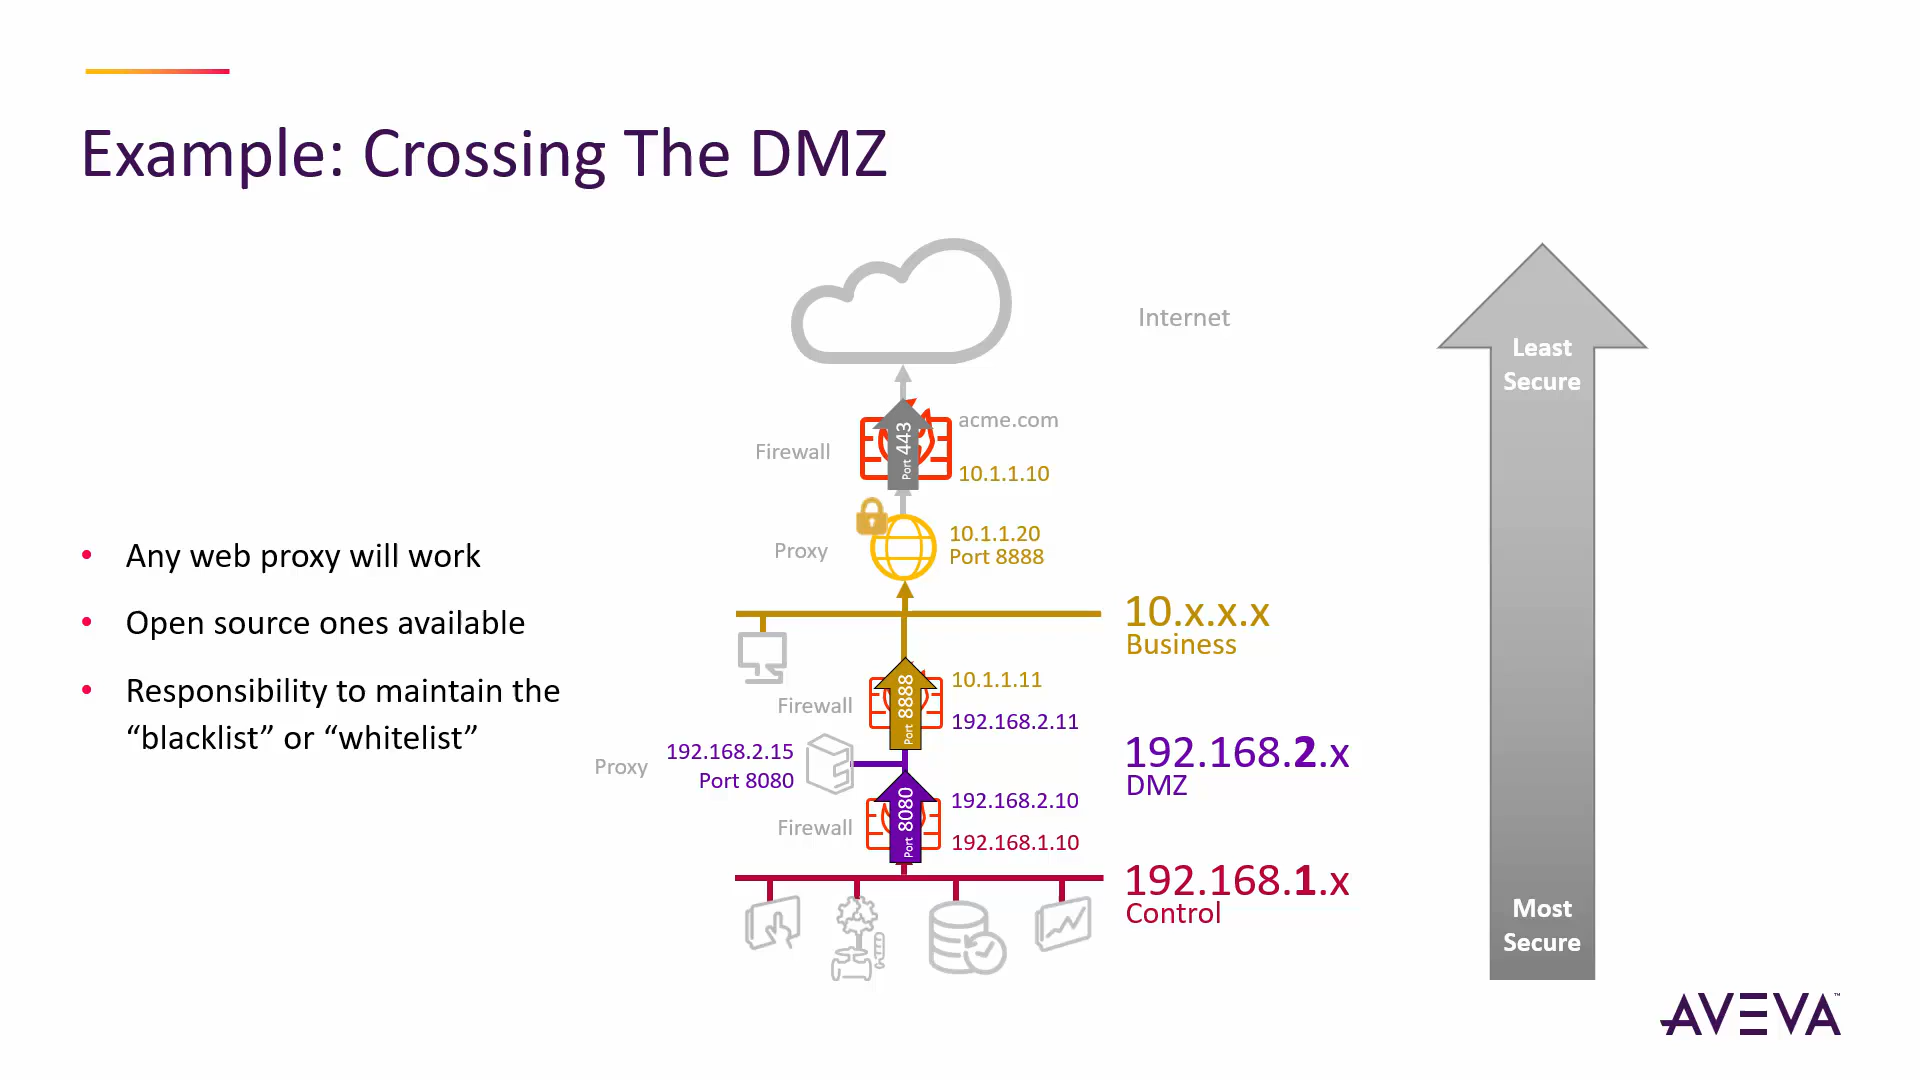 Example: Crossing The DMZ
• Any web proxy will work
• Open source ones available
• Responsibility to maintain the
“blacklist” or “whitelist”
Internet
acme.com
Firewall
Port 443
10.1.1.10
Proxy
10.1.1.20
Port 8888
10.x.x.x
Business
10.1.1.11
Firewall
Port 8888
192.168.2.11
192.168.2.15
Proxy
Port 8080
192.168.2.x
DMZ
192.168.2.10
Firewall
Port 8080
192.168.1.10
192.168.1.x
Control
Least
Secure
Most
Secure
AVEVA™